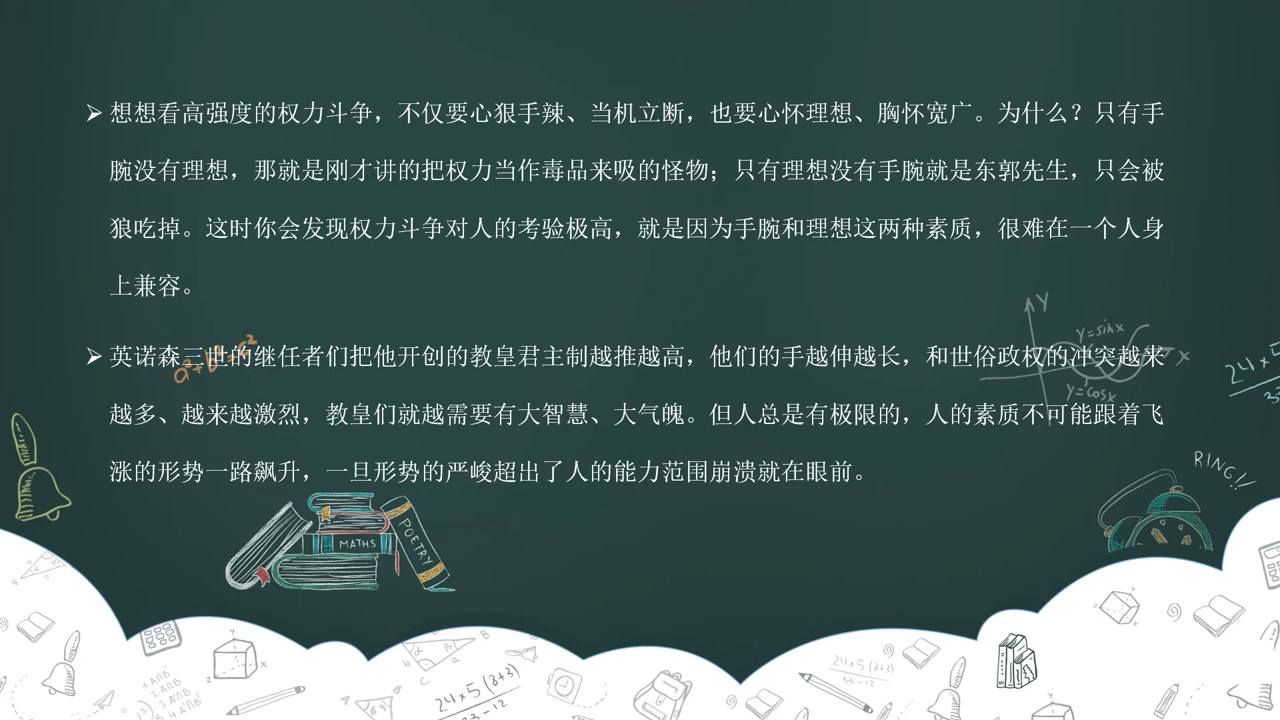 想想看高强度的权力斗争，不仅要心狠手辣、当机立断，也要心怀理想、胸怀宽广。为什么？只有手
腕没有理想，那就是刚才讲的把权力当作毒品来吸的怪物；只有理想没有手腕就是东郭先生，只会被
狼吃掉。这时你会发现权力斗争对人的考验极高，就是因为手腕和理想这两种素质，很难在一个人身
上兼容。
英诺森三世的继任者们把他开创的教皇君主制越推越高，他们的手越伸越长，和世俗政权的冲突越来
越多、越来越激烈，教皇们就越需要有大智慧、大气魄。但人总是有极限的，人的素质不可能跟着飞
涨的形势一路飙升，一旦形势的严峻超出了人的能力范围崩溃就在眼前。
Y
y=sinx
x
y=cosx
RING!!
MATHS
POETRY
24×5(3+3)
33-12
24×5(3+3)